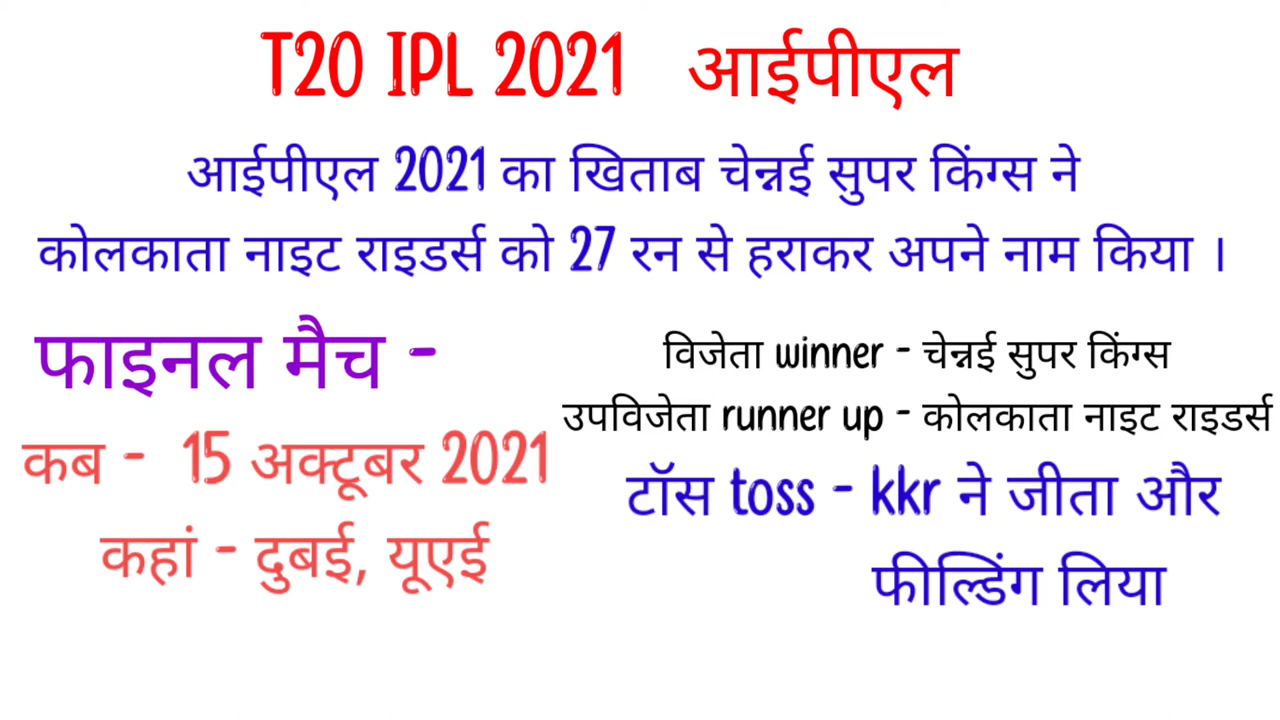 T20 IPL 2021 आईपीएल
आईपीएल 2021 का खिताब चेन्नई सुपर किंग्स ने
कोलकाता नाइट राइडर्स को 27 रन से हराकर अपने नाम किया ।
फाइनल मैच -
कब - 15 अक्टूबर 2021
कहां - दुबई, यूएई
विजेता winner - चेन्नई सुपर किंग्स
उपविजेता runner up - कोलकाता नाइट राइडर्स
टॉस toss - kkr ने जीता और
फील्डिंग लिया